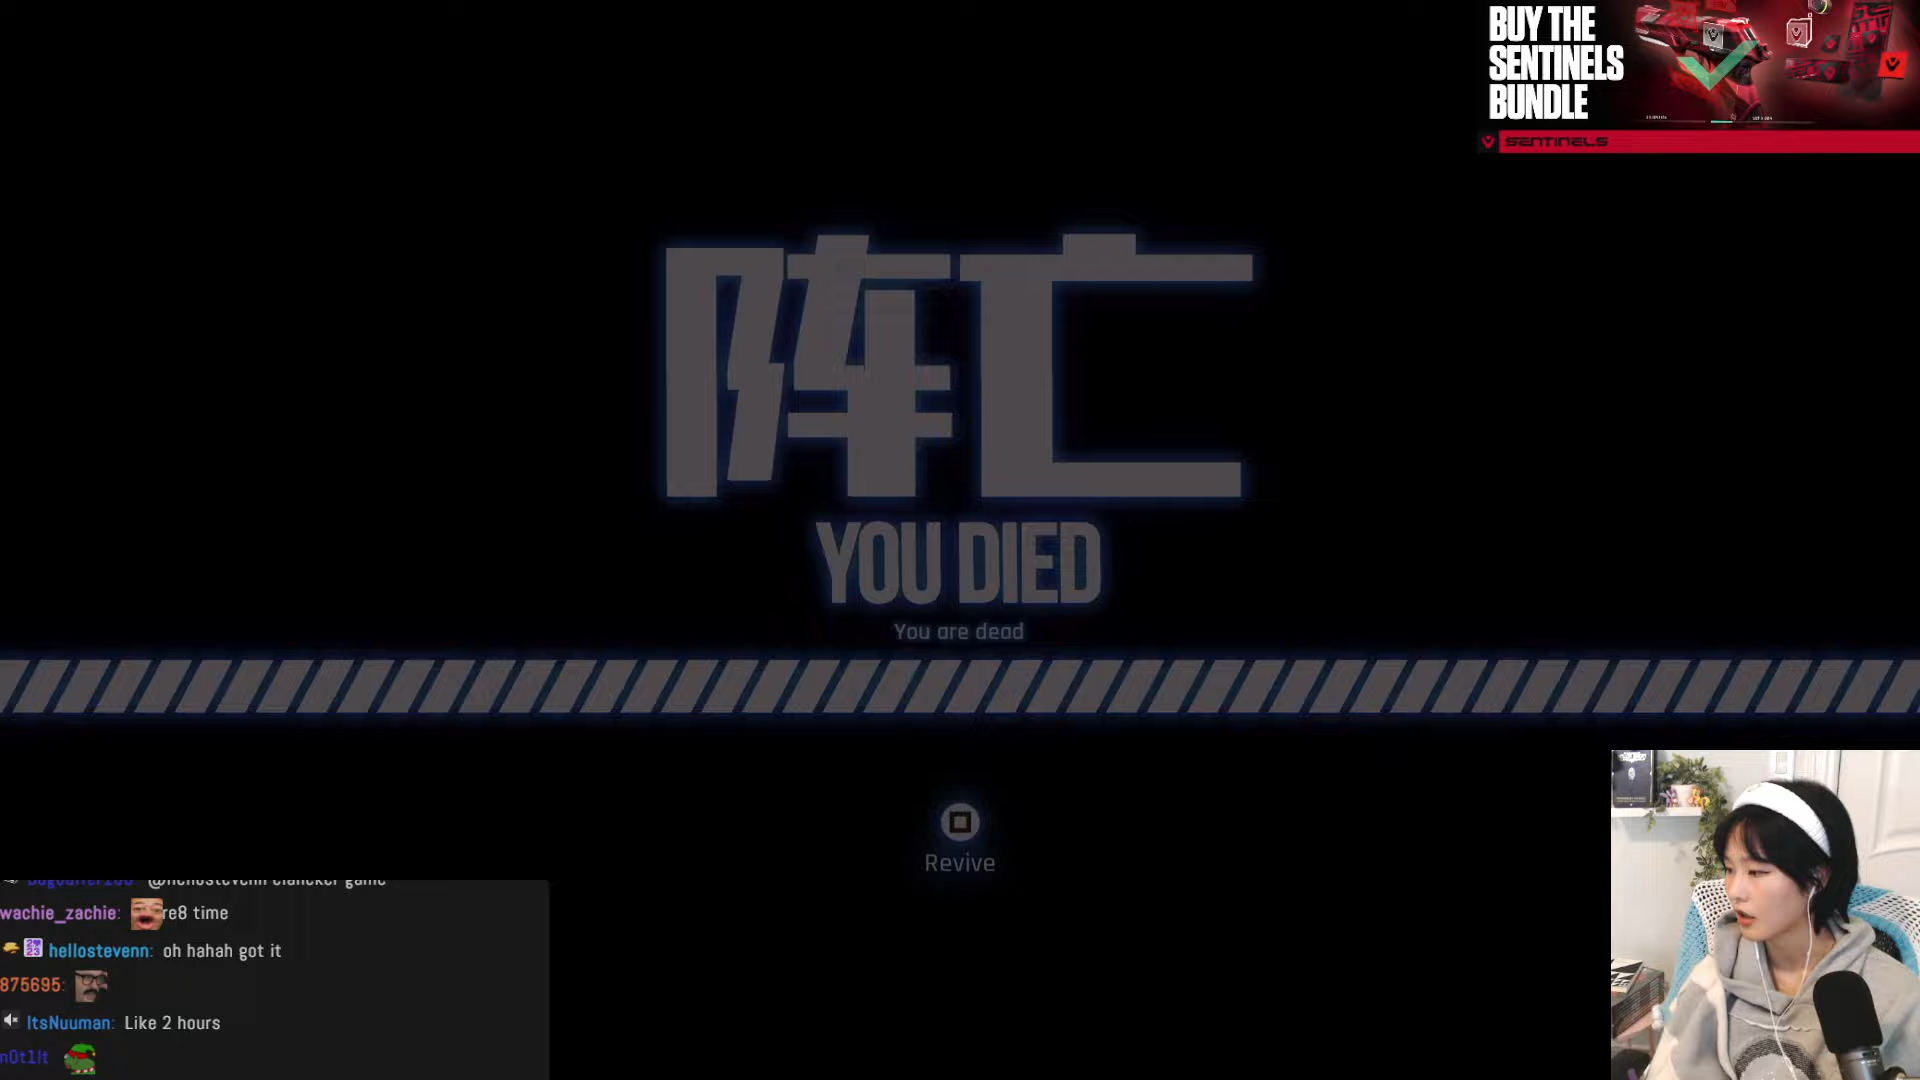 BUY THE
SENTINELS
BUNDLE
SENTINELS
阵亡
YOU DIED
You are dead
Revive
wachie_zachie: re8 time
hellostevenn: oh hahah got it
875695:
ItsNuuman: Like 2 hours
n0t1lt